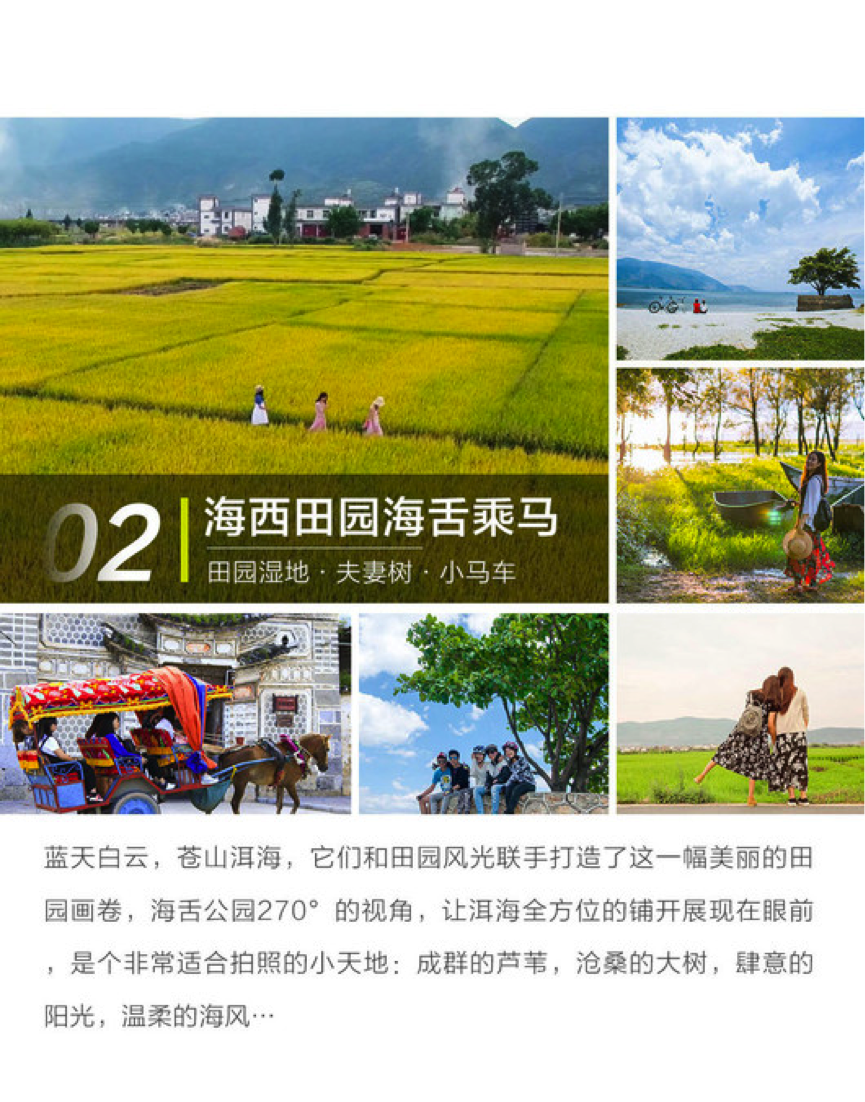 02
海西田园海舌乘马
田园湿地·夫妻树·小马车
蓝天白云，苍山洱海，它们和田园风光联手打造了这一幅美丽的田
园画卷，海舌公园270°的视角，让洱海全方位的铺开展现在眼前
，是个非常适合拍照的小天地：成群的芦苇，沧桑的大树，肆意的
阳光，温柔的海风…